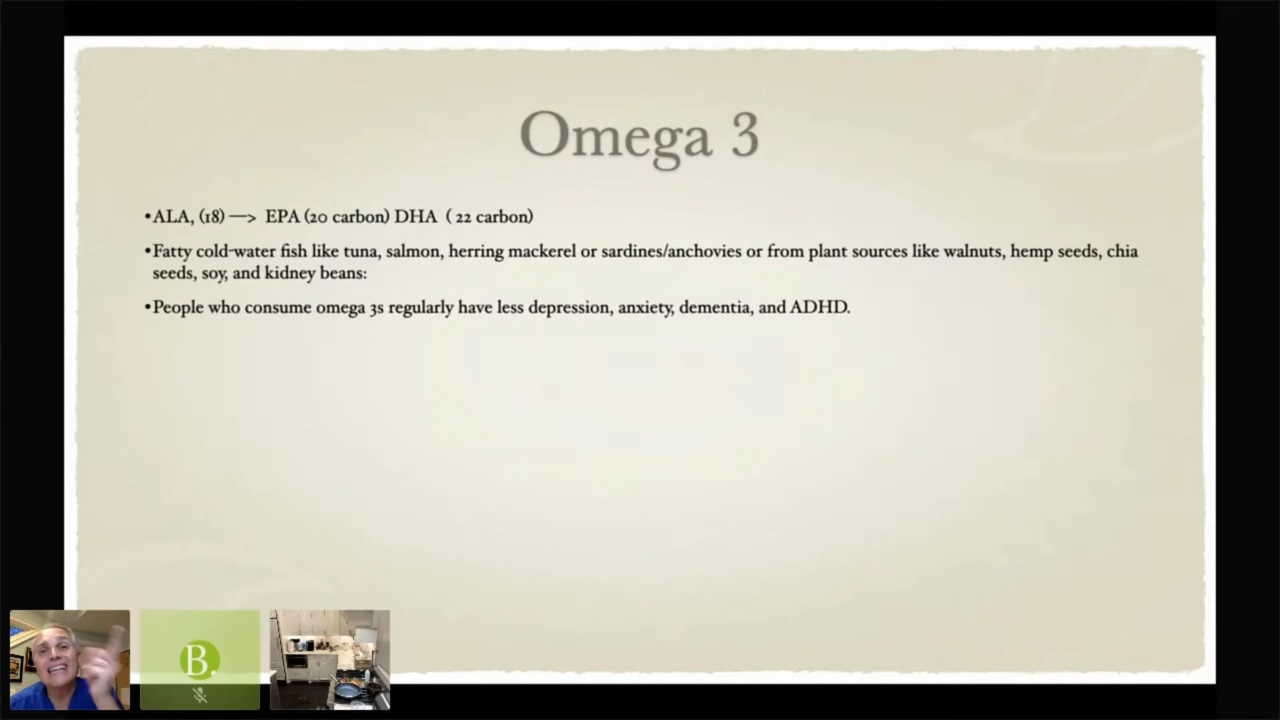 Omega 3
•ALA, (18) —> EPA (20 carbon) DHA ( 22 carbon)
•Fatty cold-water fish like tuna, salmon, herring mackerel or sardines/anchovies or from plant sources like walnuts, hemp seeds, chia
seeds, soy, and kidney beans:
•People who consume omega 3s regularly have less depression, anxiety, dementia, and ADHD.
B.